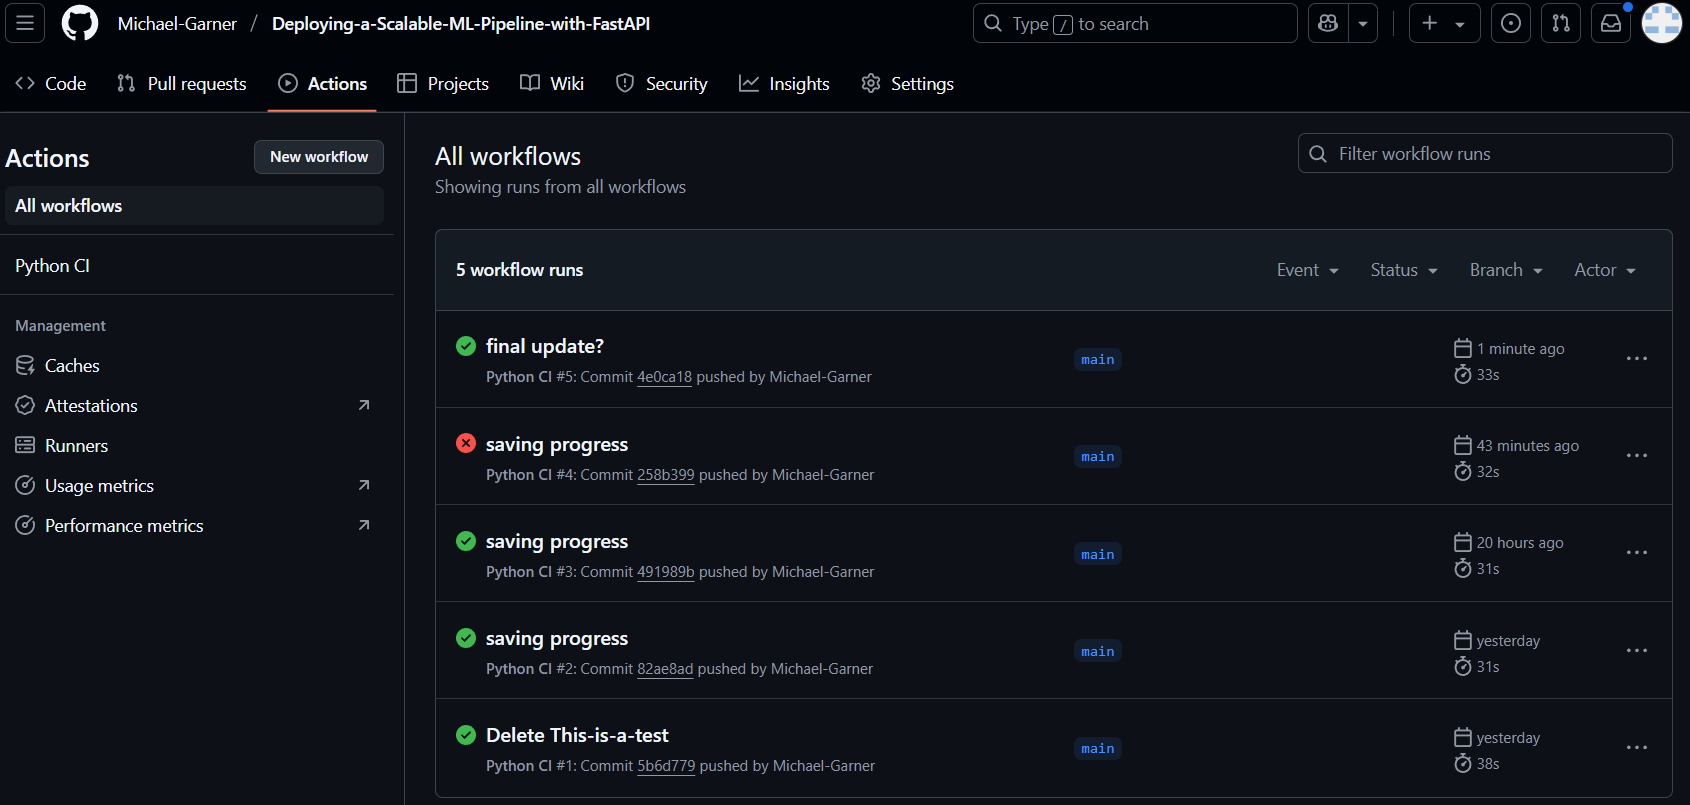 Michael-Garner / Deploying-a-Scalable-ML-Pipeline-with-FastAPI
Type / to search
Code
Pull requests
Actions
Projects
Wiki
Security
Insights
Settings
Actions
New workflow
All workflows
Python CI
Management
Caches
Attestations
Runners
Usage metrics
Performance metrics
All workflows
Showing runs from all workflows
Filter workflow runs
5 workflow runs
Event
Status
Branch
Actor
final update?
Python CI #5: Commit 4e0ca18 pushed by Michael-Garner
main
1 minute ago
33s
saving progress
Python CI #4: Commit 258b399 pushed by Michael-Garner
main
43 minutes ago
32s
saving progress
Python CI #3: Commit 491989b pushed by Michael-Garner
main
20 hours ago
31s
saving progress
Python CI #2: Commit 82ae8ad pushed by Michael-Garner
main
yesterday
31s
Delete This-is-a-test
Python CI #1: Commit 5b6d779 pushed by Michael-Garner
main
yesterday
38s